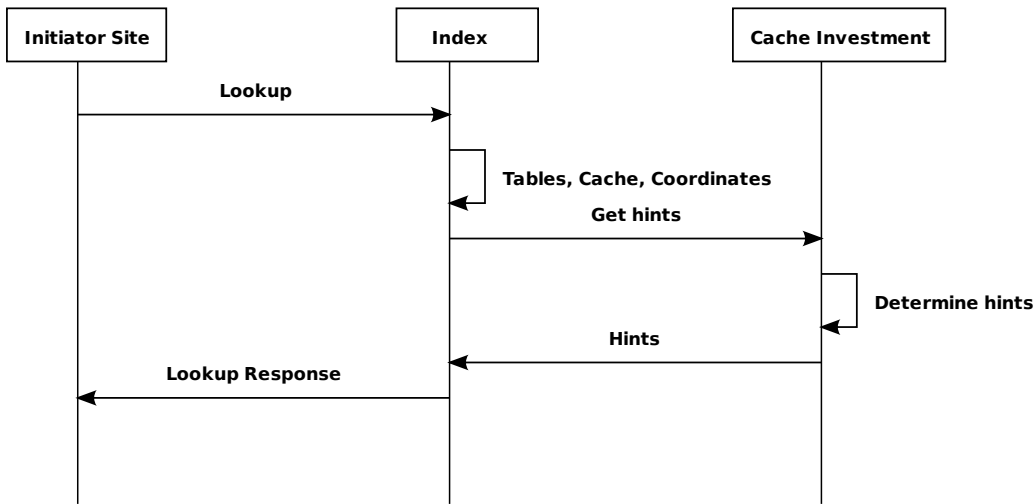 Initiator Site
Index
Cache Investment
Lookup
Tables, Cache, Coordinates
Get hints
Determine hints
Hints
Lookup Response